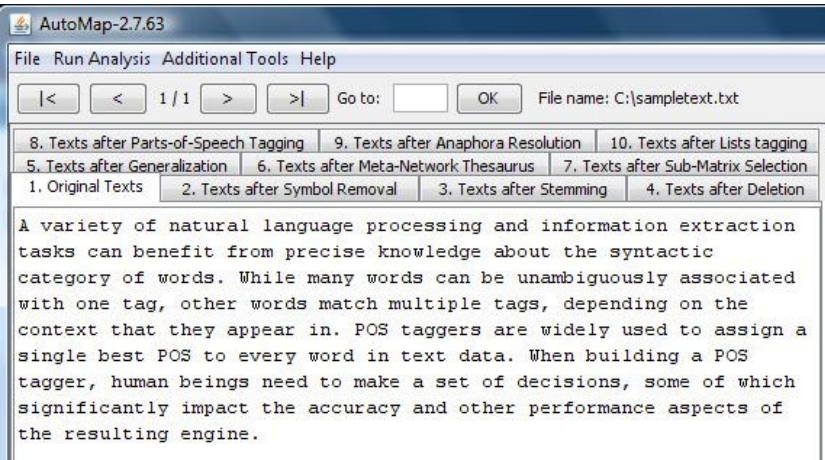 AutoMap-2.7.63
File Run Analysis Additional Tools Help
|< < 1 / 1 > >| Go to: OK File name: C:\sampletext.txt
8. Texts after Parts-of-Speech Tagging 9. Texts after Anaphora Resolution 10. Texts after Lists tagging
5. Texts after Generalization 6. Texts after Meta-Network Thesaurus 7. Texts after Sub-Matrix Selection
1. Original Texts 2. Texts after Symbol Removal 3. Texts after Stemming 4. Texts after Deletion
A variety of natural language processing and information extraction
tasks can benefit from precise knowledge about the syntactic
category of words. While many words can be unambiguously associated
with one tag, other words match multiple tags, depending on the
context that they appear in. POS taggers are widely used to assign a
single best POS to every word in text data. When building a POS
tagger, human beings need to make a set of decisions, some of which
significantly impact the accuracy and other performance aspects of
the resulting engine.